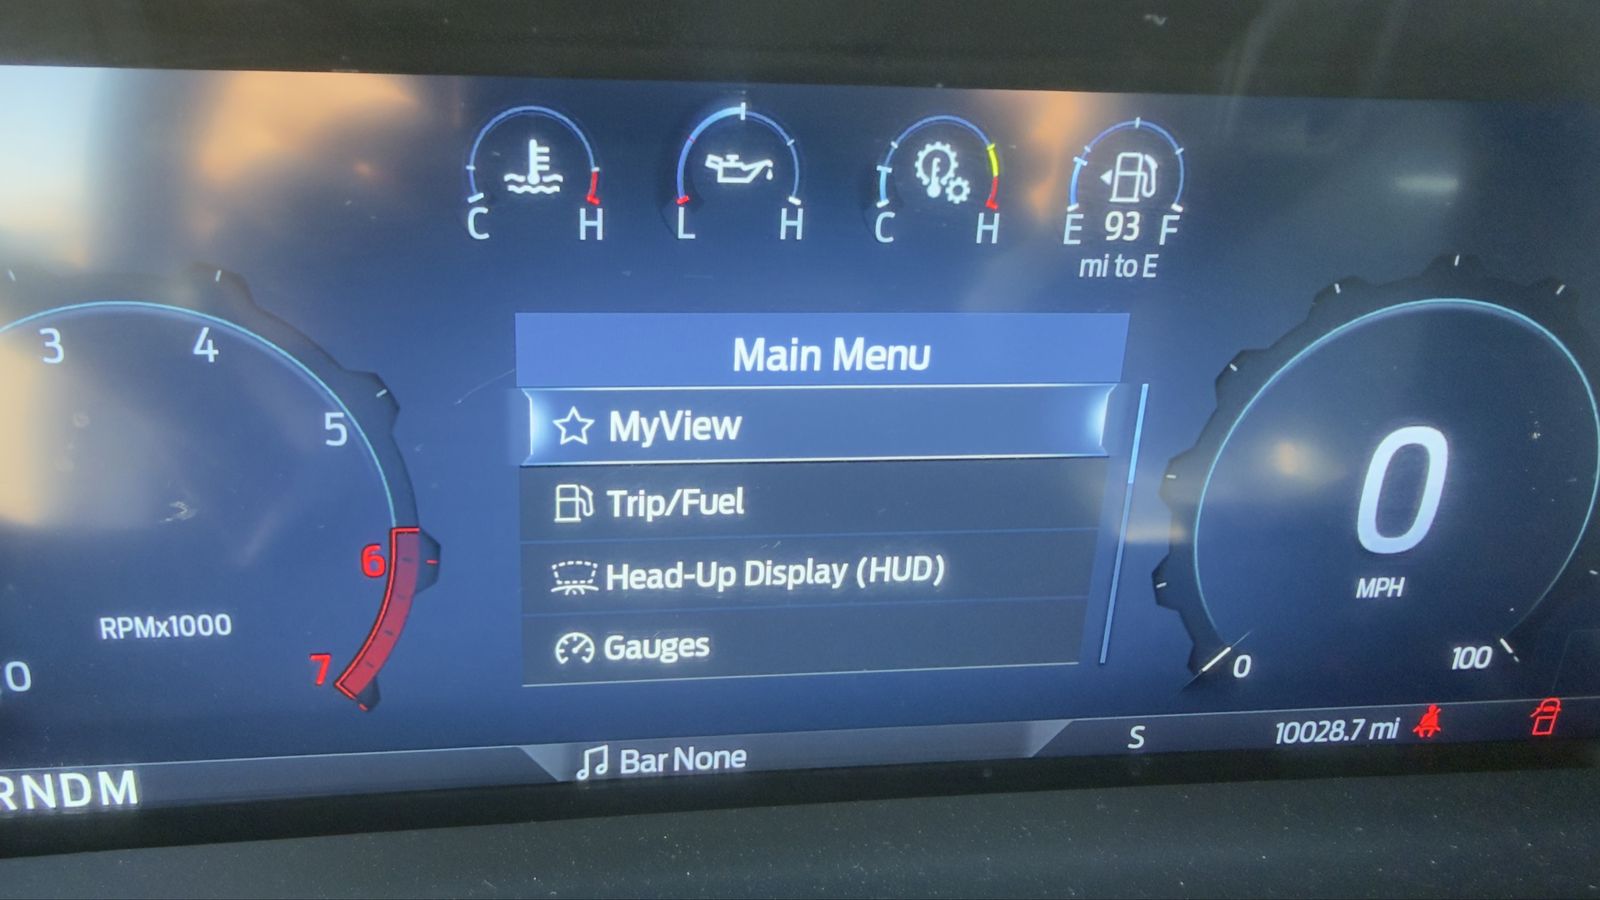 C H
L H
C H
E 93 F
mi to E
3
4
5
6
7
RPMx1000
0
Main Menu
MyView
Trip/Fuel
Head-Up Display (HUD)
Gauges
0
MPH
0
100
Bar None
S
10028.7 mi
RNDM